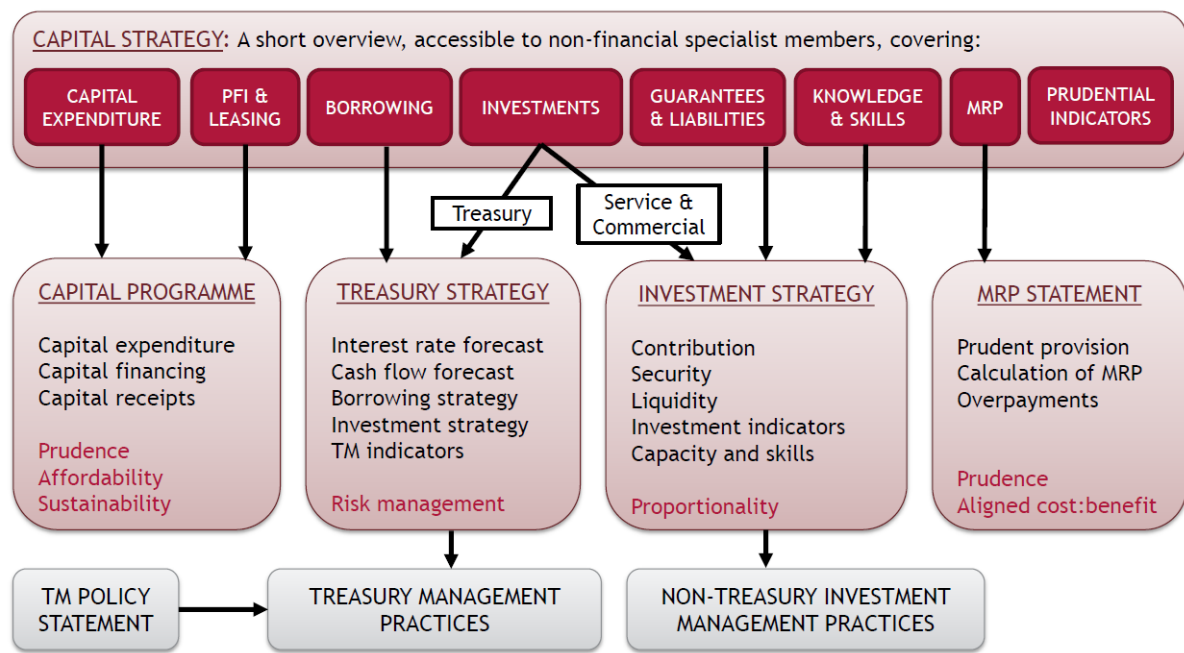 CAPITAL STRATEGY: A short overview, accessible to non-financial specialist members, covering:
CAPITAL
EXPENDITURE
PFI &
LEASING
BORROWING
INVESTMENTS
GUARANTEES
& LIABILITIES
KNOWLEDGE
& SKILLS
MRP
PRUDENTIAL
INDICATORS
Treasury
Service &
Commercial
CAPITAL PROGRAMME
Capital expenditure
Capital financing
Capital receipts
Prudence
Affordability
Sustainability
TREASURY STRATEGY
Interest rate forecast
Cash flow forecast
Borrowing strategy
Investment strategy
TM indicators
Risk management
INVESTMENT STRATEGY
Contribution
Security
Liquidity
Investment indicators
Capacity and skills
Proportionality
MRP STATEMENT
Prudent provision
Calculation of MRP
Overpayments
Prudence
Aligned cost:benefit
TM POLICY
STATEMENT
TREASURY MANAGEMENT
PRACTICES
NON-TREASURY INVESTMENT
MANAGEMENT PRACTICES